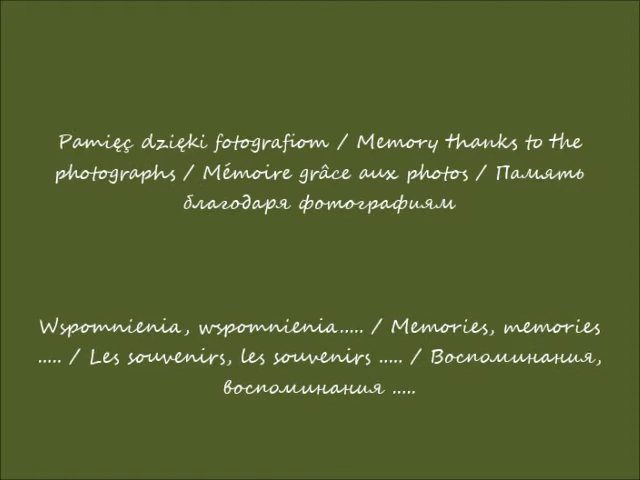 Pamięç dzięki fotografiom / Memory thanks to the
photographs / Mémoire grâce aux photos / Память
благодаря фотографиям
Wspomnienia, wspomnienia..... / Memories, memories
..... / Les souvenirs, les souvenirs ..... / Воспоминания,
воспоминания .....